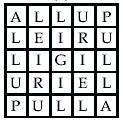 A L L U P
L E I R U
L I G I L
U R I E L
P U L L A